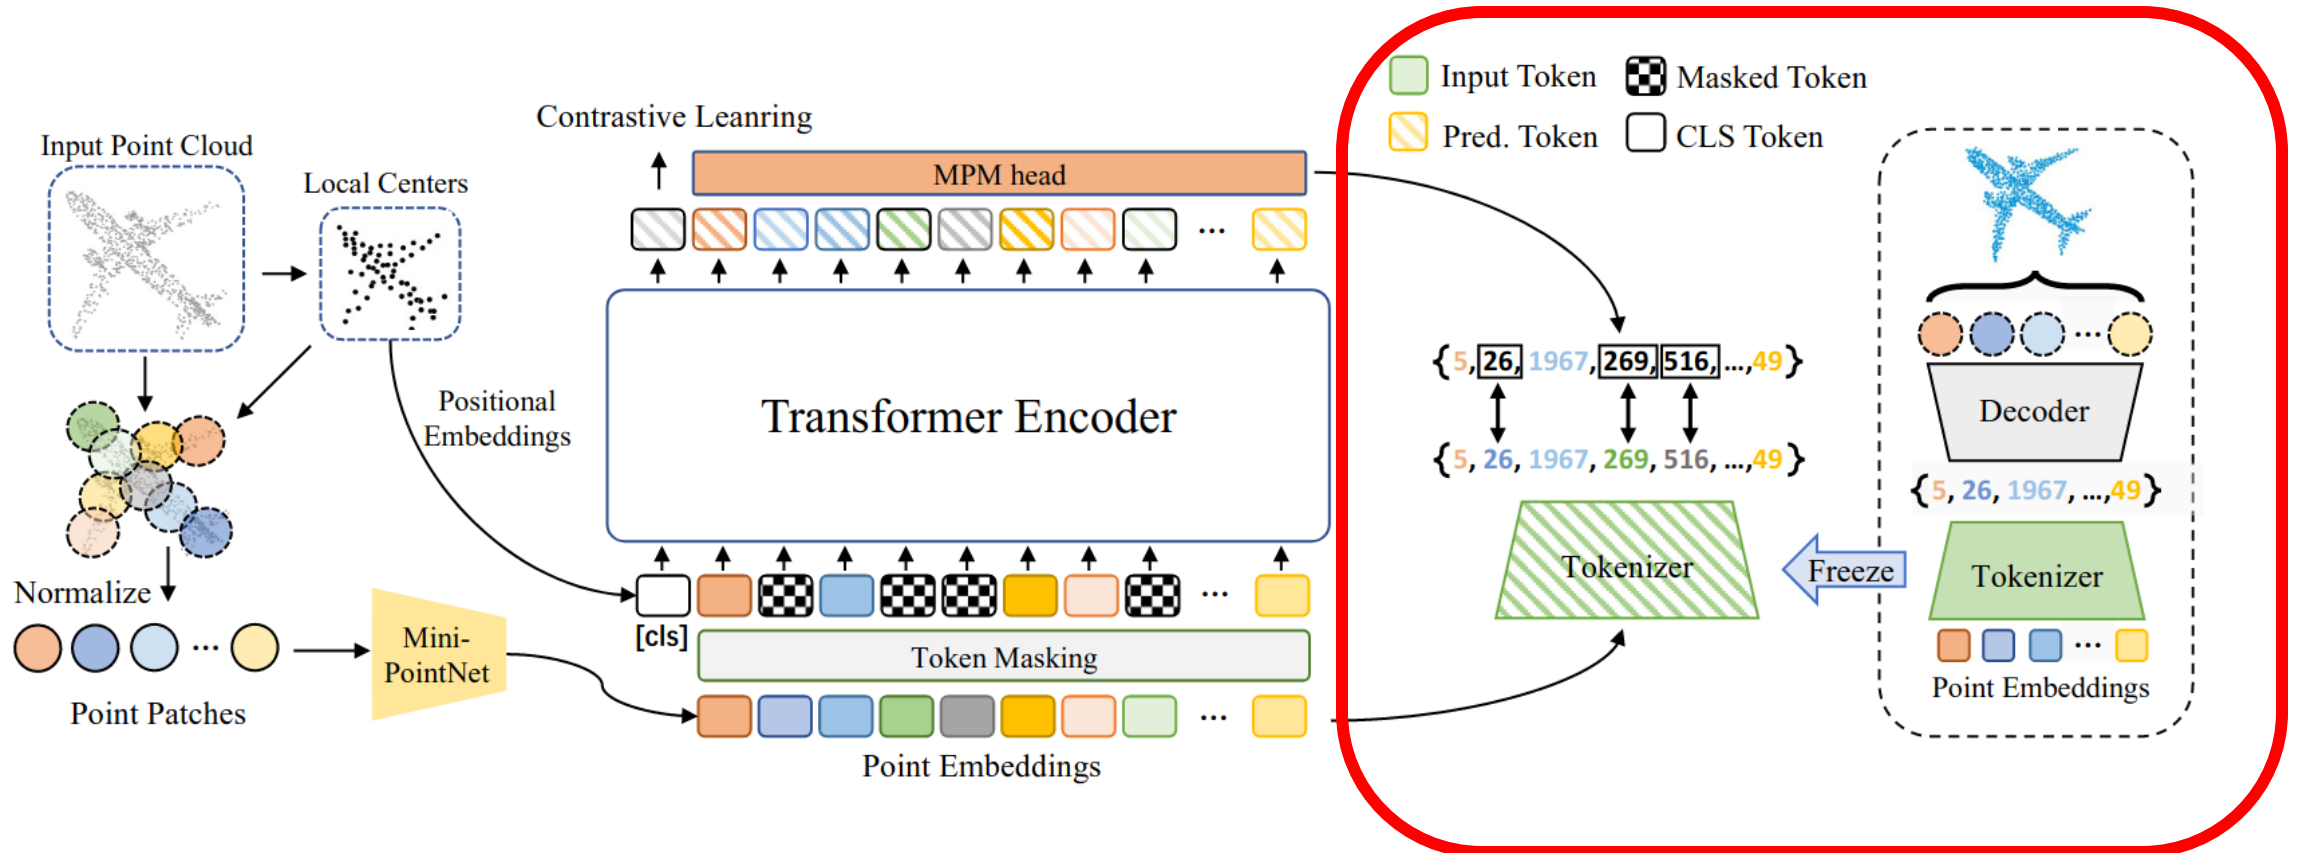 Input Point Cloud
Local Centers
Normalize
Point Patches
Mini-
PointNet
Positional
Embeddings
Contrastive Leanring
MPM head
...
Transformer Encoder
[cls]
...
Token Masking
...
Point Embeddings
Input Token
Masked Token
Pred. Token
CLS Token
{5, 26, 1967, 269, 516, ...,49}
{5, 26, 1967, 269, 516, ...,49}
Tokenizer
Freeze
...
Decoder
{5, 26, 1967, ...,49}
Tokenizer
...
Point Embeddings